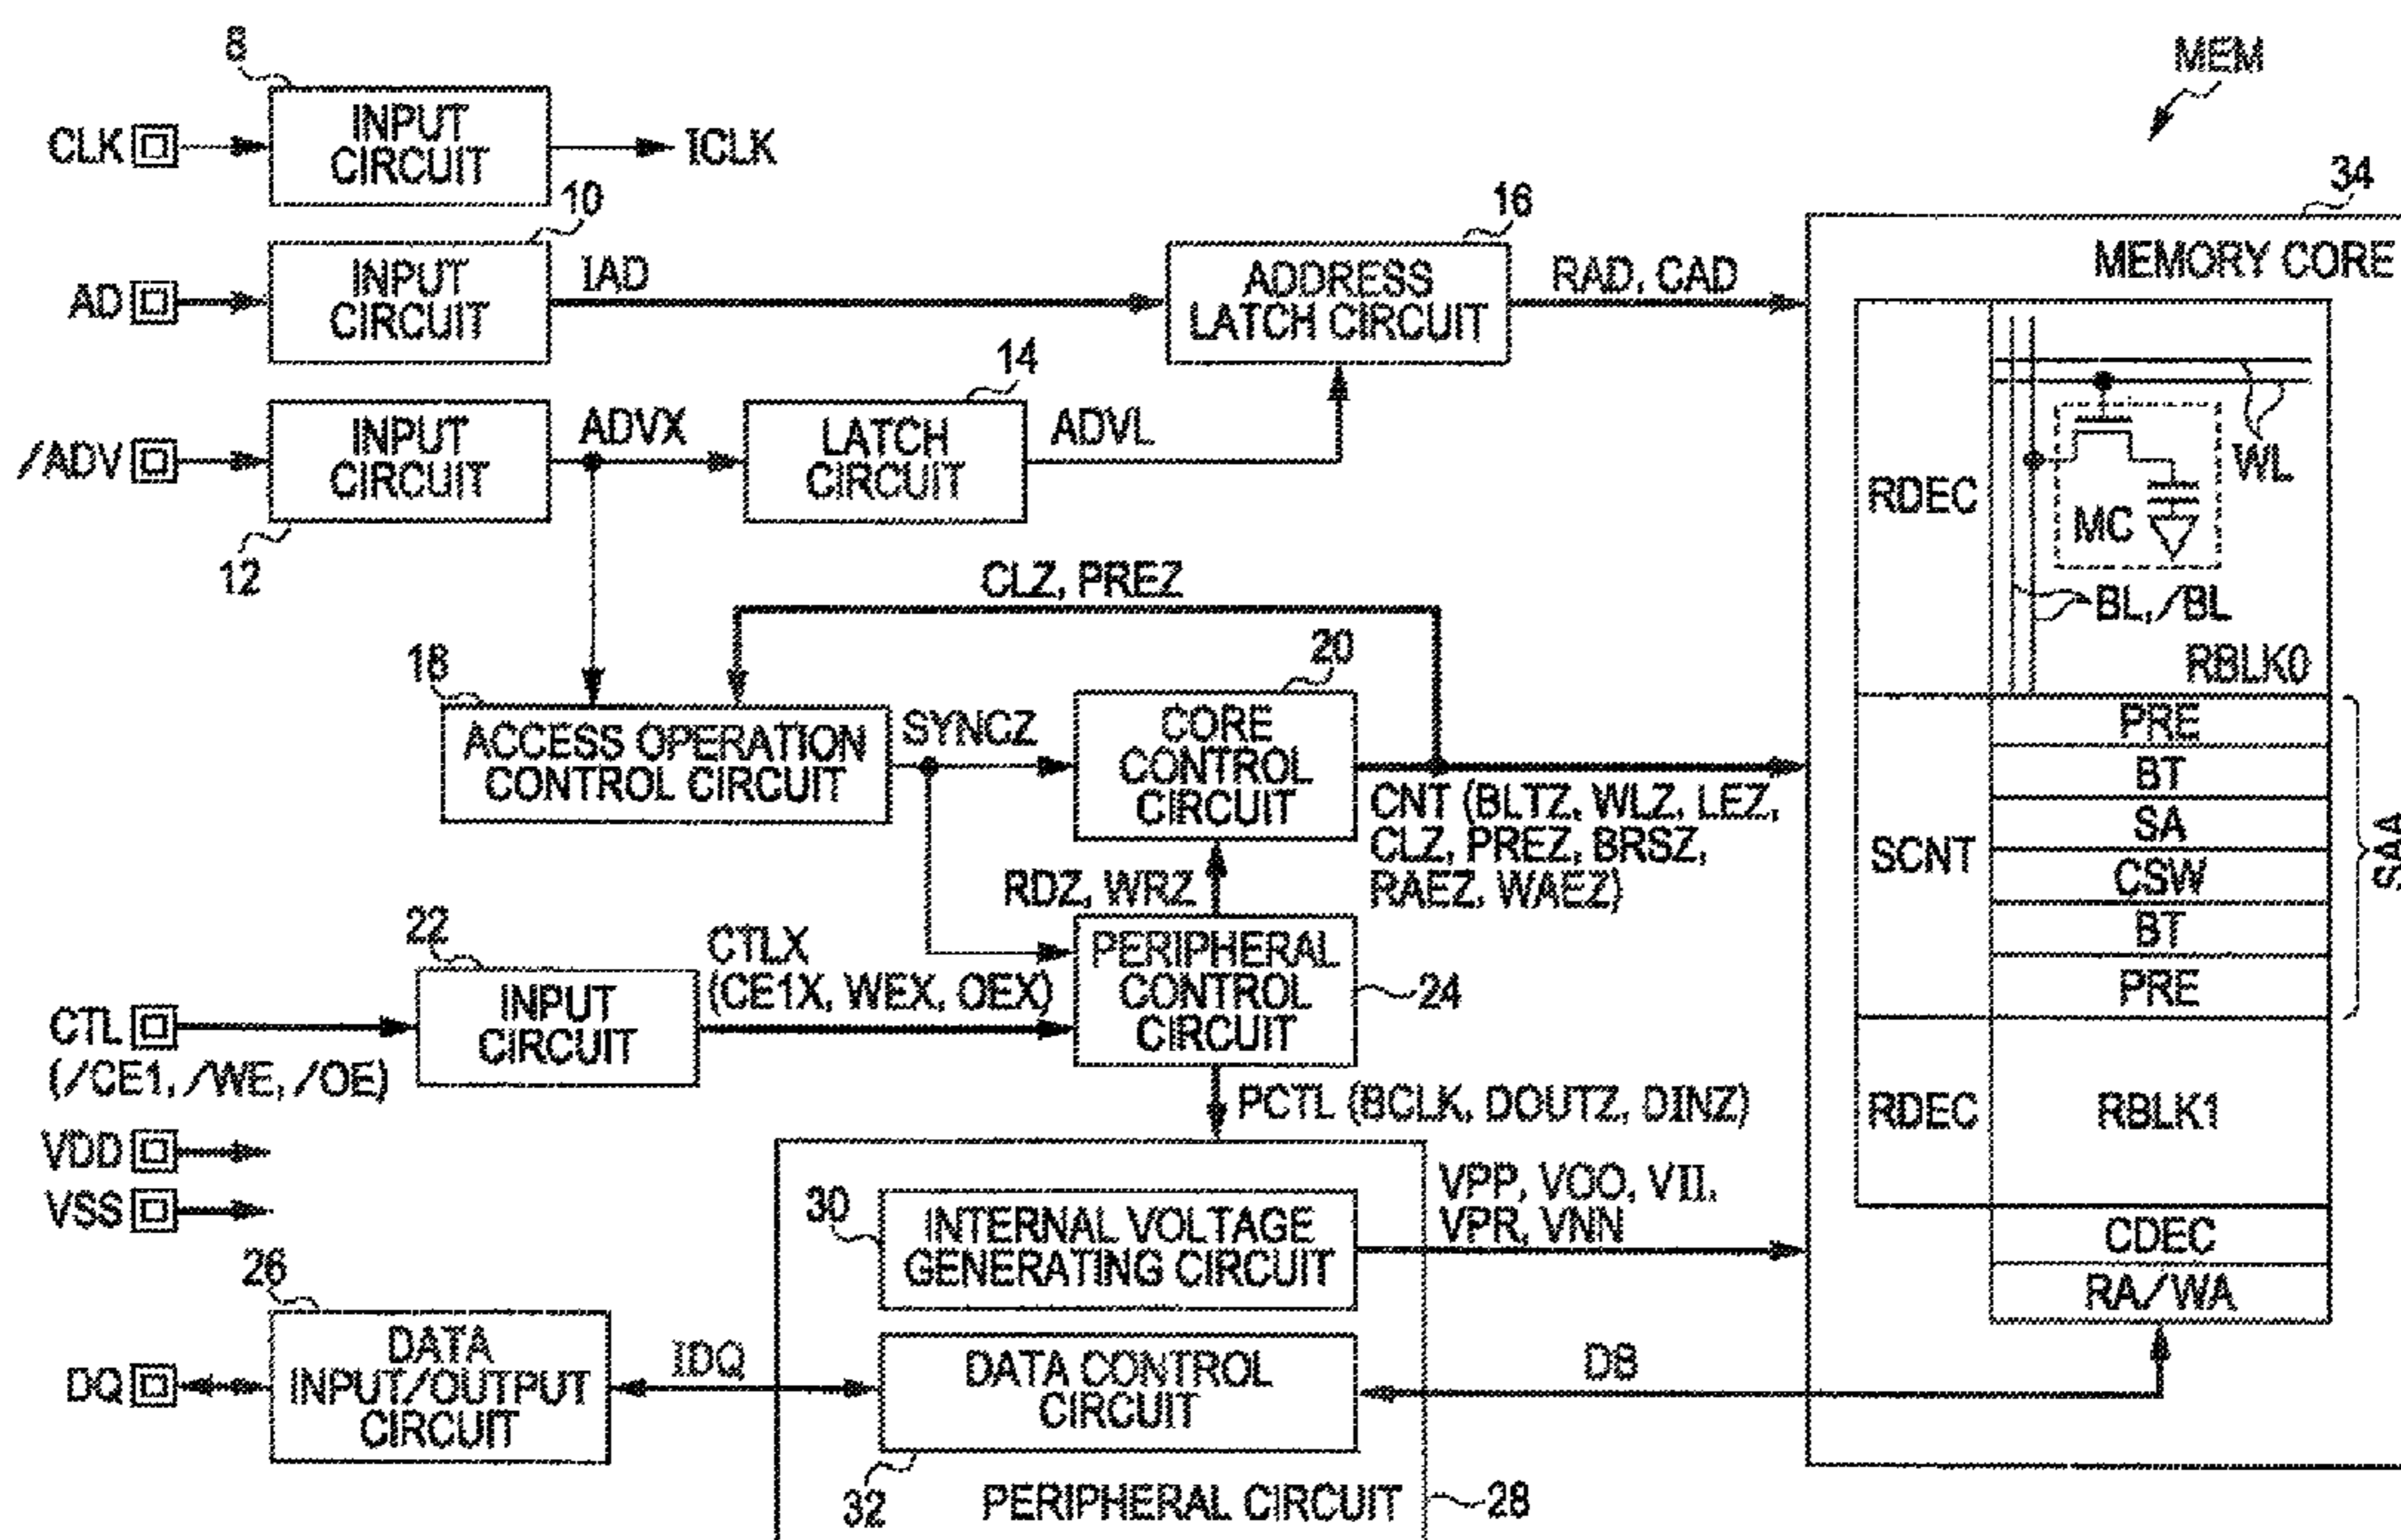 MEM
8
CLK
INPUT
CIRCUIT
ICLK
34
10
16
MEMORY CORE
AD
INPUT
CIRCUIT
IAD
ADDRESS
LATCH CIRCUIT
RAD, CAD
14
/ADV
INPUT
CIRCUIT
ADVX
LATCH
CIRCUIT
ADVL
12
RDEC
WL
MC
BL, /BL
RBLK0
CLZ, PREZ
18
20
ACCESS OPERATION
CONTROL CIRCUIT
SYNCZ
CORE
CONTROL
CIRCUIT
CNT (BLTZ, WLZ, LEZ,
CLZ, PREZ, BRSZ,
RAEZ, WAEZ)
SCNT
PRE
BT
SA
CSW
BT
PRE
SAA
RDZ, WRZ
22
CTLX
(CE1X, WEX, OEX)
PERIPHERAL
CONTROL
CIRCUIT
24
CTL
(/CE1, /WE, /OE)
INPUT
CIRCUIT
PCTL (BCLK, DOUTZ, DINZ)
RDEC
RBLK1
VDD
VSS
30
INTERNAL VOLTAGE
GENERATING CIRCUIT
VPP, VOO, VII,
VPR, VNN
CDEC
RA/WA
26
DQ
DATA
INPUT/OUTPUT
CIRCUIT
IDQ
DATA CONTROL
CIRCUIT
DB
32
PERIPHERAL CIRCUIT
28